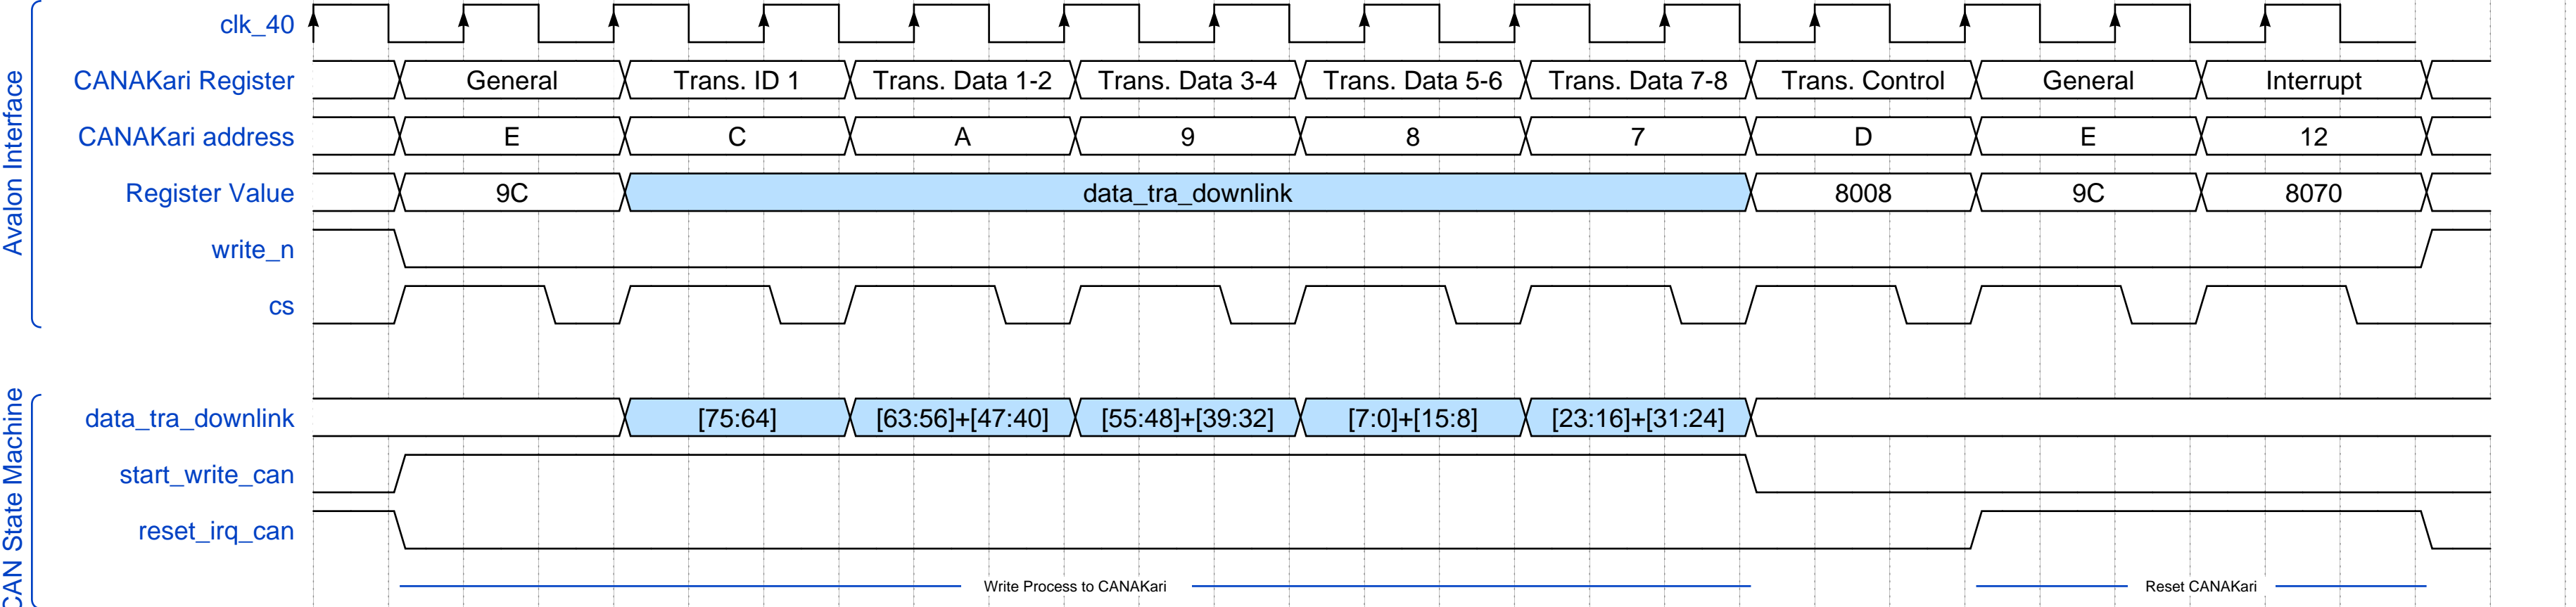 Avalon Interface
clk_40
CANAKari Register General Trans. ID 1 Trans. Data 1-2 Trans. Data 3-4 Trans. Data 5-6 Trans. Data 7-8 Trans. Control General Interrupt
CANAKari address E C A 9 8 7 D E 12
Register Value 9C data_tra_downlink 8008 9C 8070
write_n
cs
CAN State Machine
data_tra_downlink [75:64] [63:56]+[47:40] [55:48]+[39:32] [7:0]+[15:8] [23:16]+[31:24]
start_write_can
reset_irq_can
Write Process to CANAKari Reset CANAKari